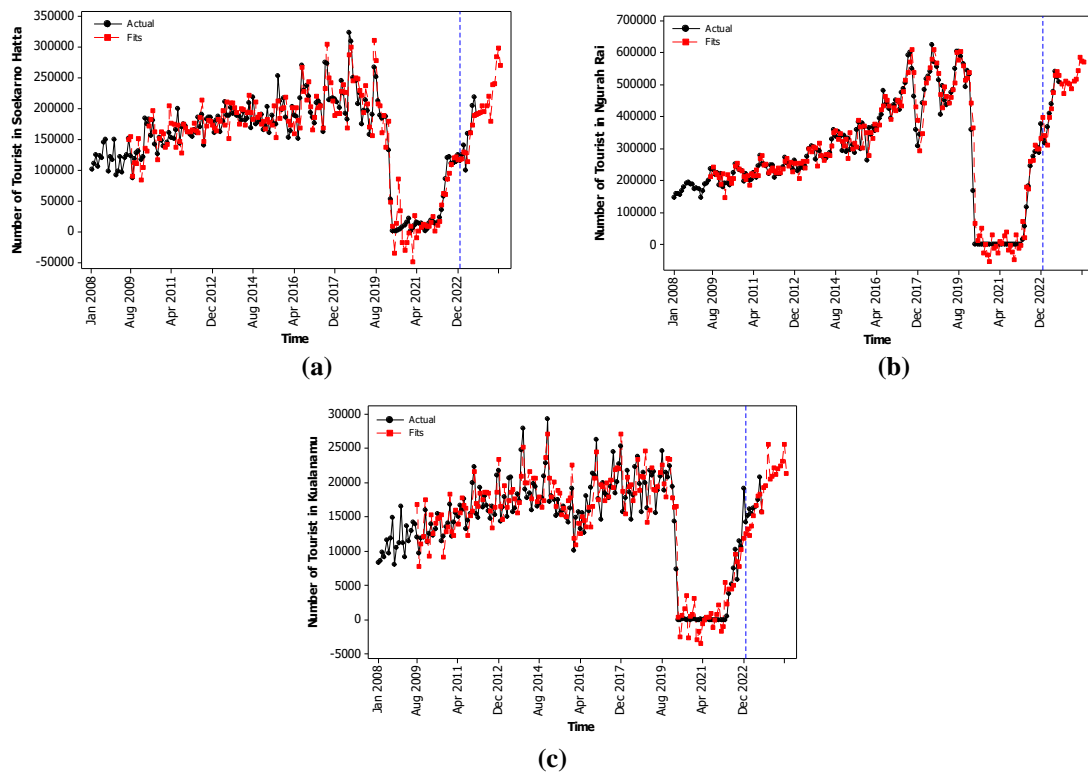 Number of Tourist in Soekarno Hatta
350000
300000
250000
200000
150000
100000
50000
0
-50000
Actual
Fits
Jan 2008
Aug 2009
Apr 2011
Dec 2012
Aug 2014
Apr 2016
Dec 2017
Aug 2019
Apr 2021
Dec 2022
Time
(a)
Number of Tourist in Ngurah Rai
700000
600000
500000
400000
300000
200000
100000
0
Actual
Fits
Jan 2008
Aug 2009
Apr 2011
Dec 2012
Aug 2014
Apr 2016
Dec 2017
Aug 2019
Apr 2021
Dec 2022
Time
(b)
Number of Tourist in Kualanamu
30000
25000
20000
15000
10000
5000
0
-5000
Actual
Fits
Jan 2008
Aug 2009
Apr 2011
Dec 2012
Aug 2014
Apr 2016
Dec 2017
Aug 2019
Apr 2021
Dec 2022
Time
(c)